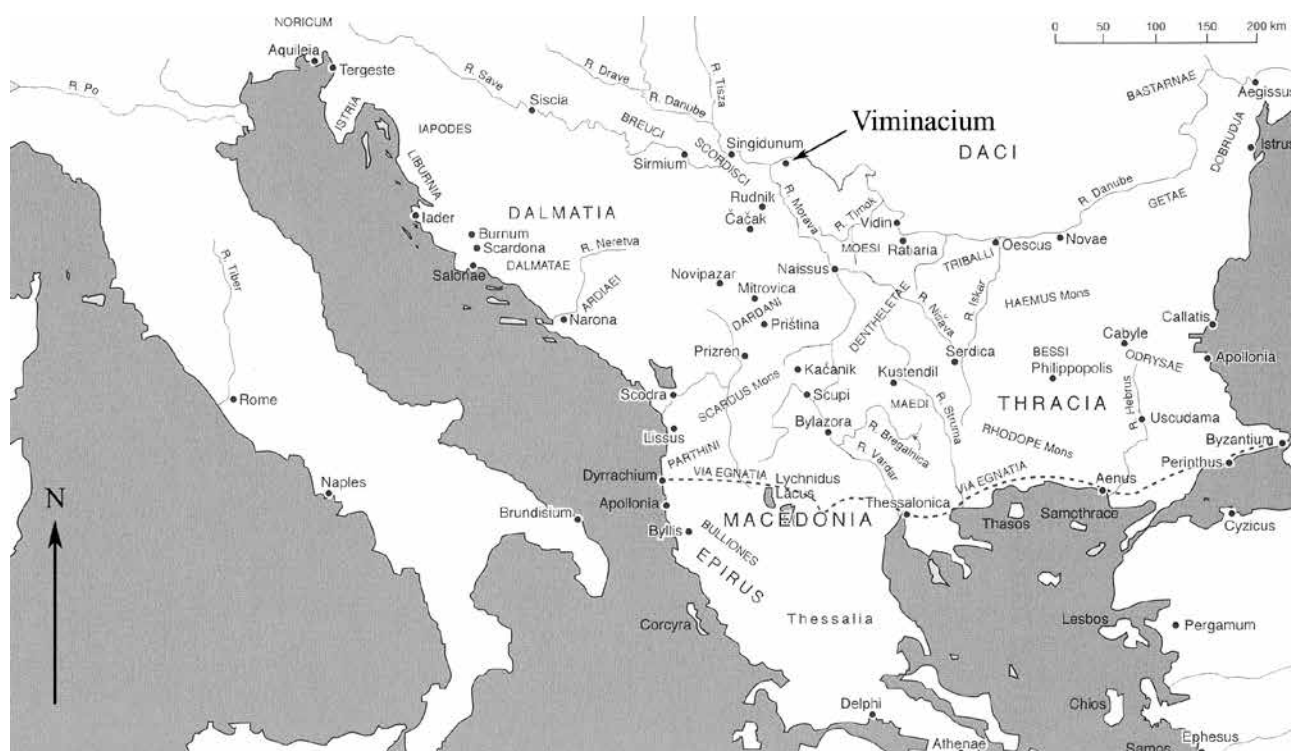 NORICUM
0 50 100 150 200 km
Aquileia
Tergeste
R. Po
R. Save
R. Drave
R. Tisza
R. Danube
BASTARNAE
Aegissus
ISTRIA
Siscia
IAPODES
BREUCI
Viminacium
DACI
DOBRUDJA
Istrus
Singidunum
SCORDISCI
Sirmium
LIBURNIA
Rudnik
R. Morava
R. Timok
R. Danube
GETAE
Iader
DALMATIA
Čačak
Vidin
Burnum
Scardona
R. Neretva
MOESI
Ratiaria
Oescus
Novae
DALMATAE
Salonae
ARDIAEI
Naissus
TRIBALLI
R. Tiber
Novipazar
Mitrovica
DARDANI
Priština
DENTHELETAE
R. Nišava
R. Iskar
HAEMUS Mons
Callatis
Narona
Cabyle
Prizren
Serdica
BESSI
ODRYSAE
Apollonia
Kačanik
Kustendil
Philippopolis
Rome
Scodra
SCARDUS Mons
Scupi
MAEDI
R. Struma
THRACIA
R. Hebrus
Uscudama
Lissus
Bylazora
R. Bregalnica
RHODOPE Mons
Byzantium
PARTHINI
R. Vardar
Perinthus
Dyrrachium
VIA EGNATIA
Lychnidus
Lacus
VIA EGNATIA
Aenus
N
Naples
Brundisium
Apollonia
MACEDONIA
Thessalonica
Thasos
Samothrace
Cyzicus
Byllis
BULLIONES
EPIRUS
Corcyra
Thessalia
Lesbos
Pergamum
Delphi
Chios
Athenae
Samos
Ephesus